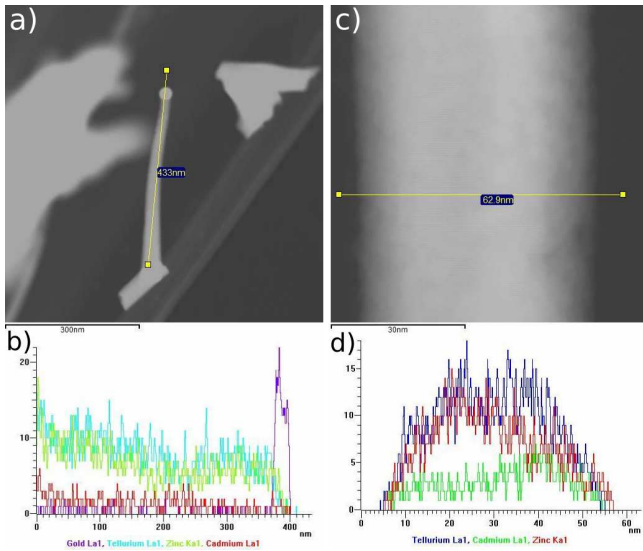 a)
433nm
300nm
c)
62.9nm
30nm
b)
20
10
0
0 100 200 300 400
nm
Gold La1, Tellurium La1, Zinc Ka1, Cadmium La1
d)
15
10
5
0
0 10 20 30 40 50 60
nm
Tellurium La1, Cadmium La1, Zinc Ka1